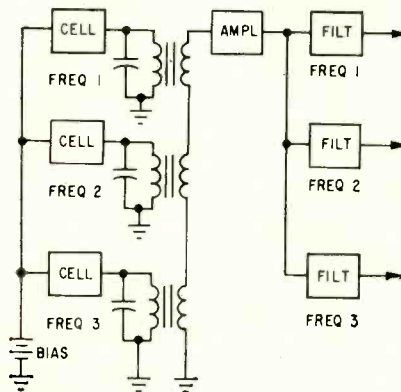 CELL
AMPL
FILT
FREQ 1
FREQ 1
CELL
FILT
FREQ 2
FREQ 2
CELL
FILT
FREQ 3
FREQ 3
BIAS